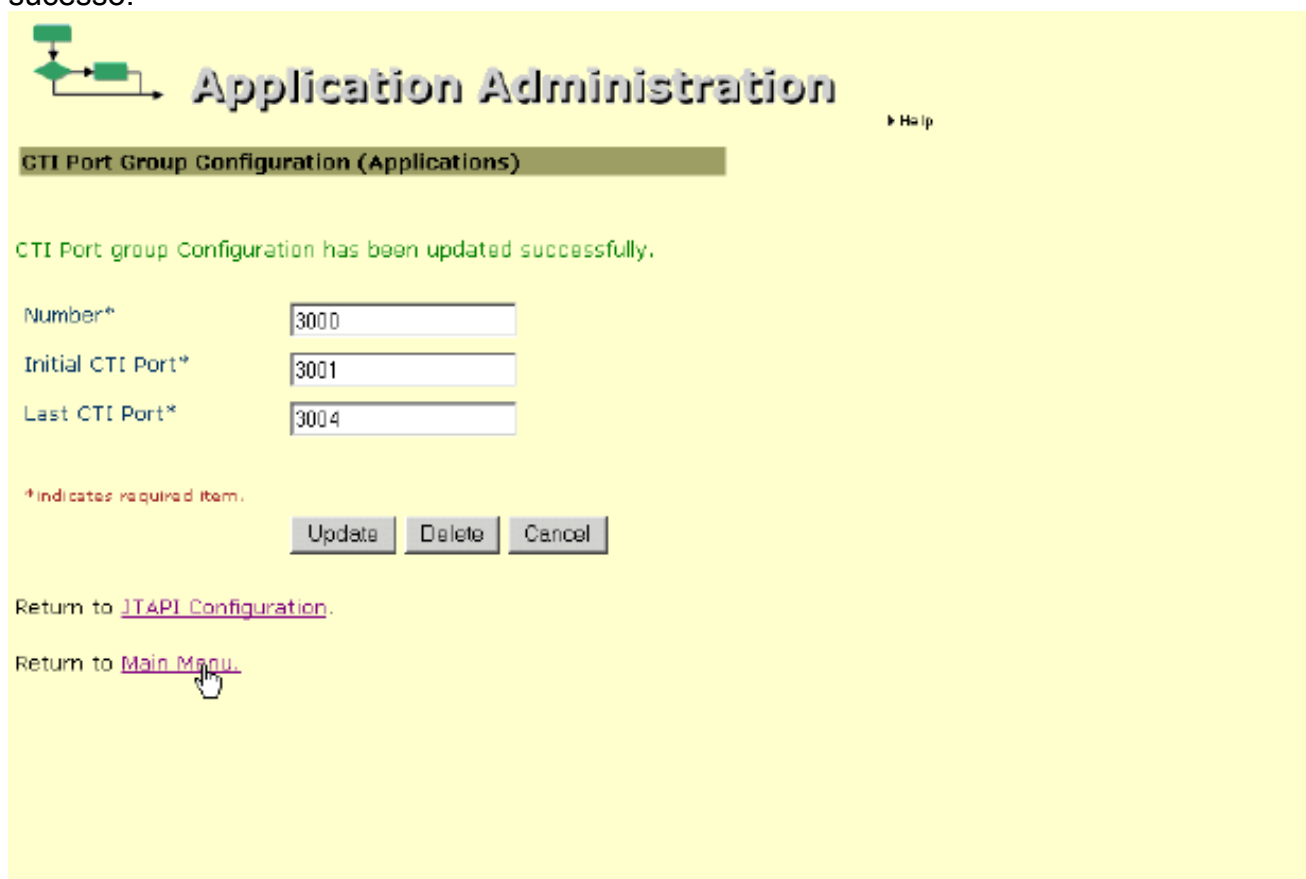 sucesso.
Application Administration
Help
CTI Port Group Configuration (Applications)
CTI Port group Configuration has been updated successfully.
Number* 3000
Initial CTI Port* 3001
Last CTI Port* 3004
*indicates required item.
Update Delete Cancel
Return to JTAPI Configuration.
Return to Main Menu.